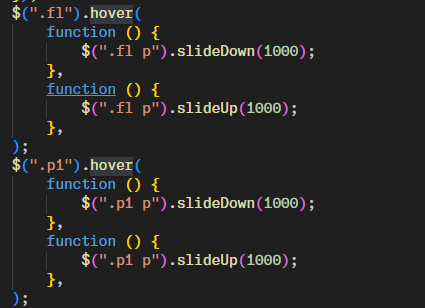 $(".fl").hover(
function () {
$(".fl p").slideDown(1000);
},
function () {
$(".fl p").slideUp(1000);
},
);
$(".p1").hover(
function () {
$(".p1 p").slideDown(1000);
},
function () {
$(".p1 p").slideUp(1000);
},
);